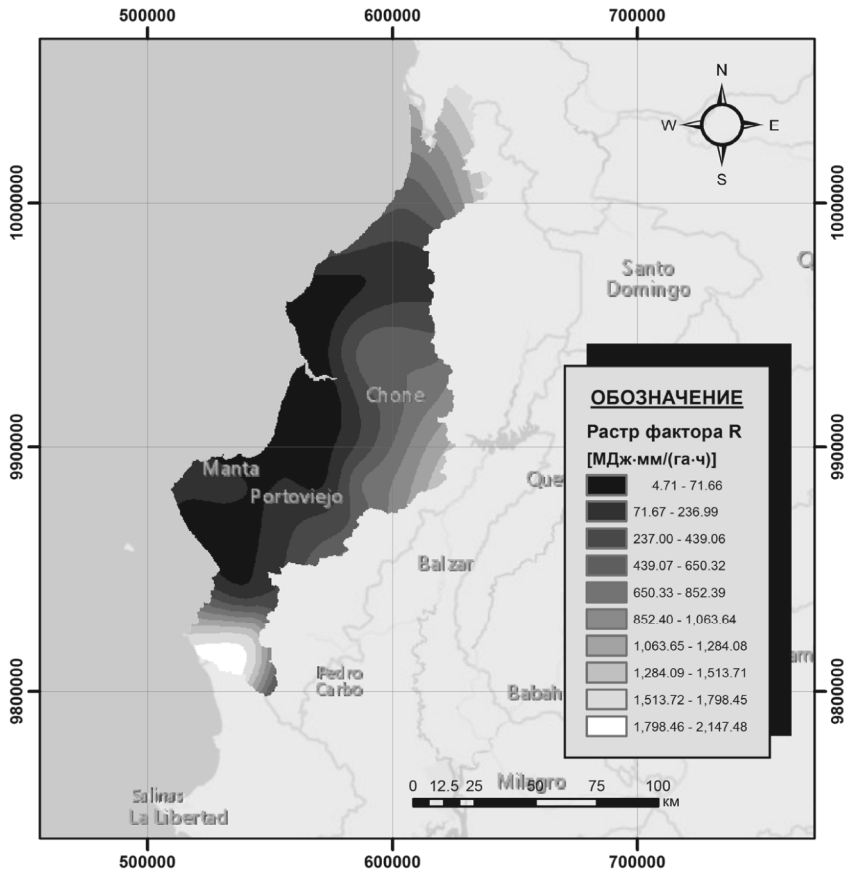 500000 600000 700000
N
W E
S
10000000 10000000
Santo
Domingo
ОБОЗНАЧЕНИЕ
Chone
Растр фактора R
[МДж·мм/(га·ч)]
9900000 9900000
Manta
Portoviejo
Que
4.71 - 71.66
71.67 - 236.99
237.00 - 439.06
439.07 - 650.32
650.33 - 852.39
852.40 - 1,063.64
1,063.65 - 1,284.08
1,284.09 - 1,513.71
1,513.72 - 1,798.45
1,798.46 - 2,147.48
Balzar
Pedro
Carbo
Babah
am
9800000 9800000
Milagro
0 12.5 25 50 75 100
км
Salinas
La Libertad
500000 600000 700000